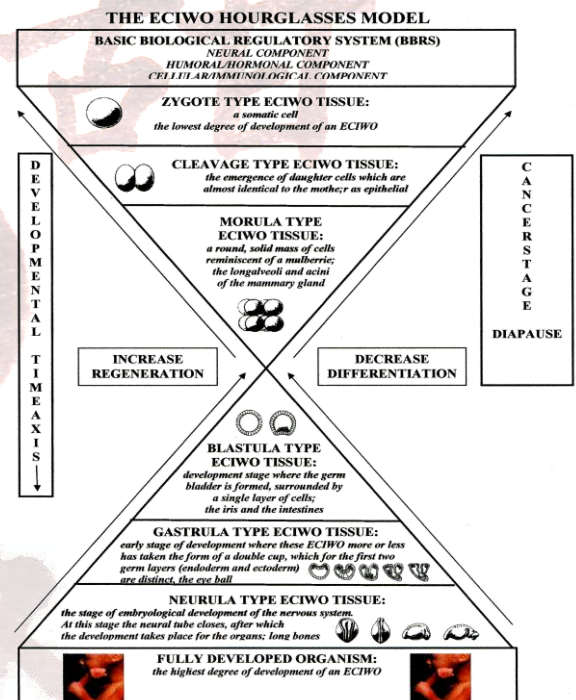 THE ECIWO HOURGLASSES MODEL
BASIC BIOLOGICAL REGULATORY SYSTEM (BBRS)
NEURAL COMPONENT
HUMORAL/HORMONAL COMPONENT
CELLULAR/IMMUNOLOGICAL COMPONENT
ZYGOTE TYPE ECIWO TISSUE:
a somatic cell
the lowest degree of development of an ECIWO
CLEAVAGE TYPE ECIWO TISSUE:
the emergence of daughter cells which are
almost identical to the mothe;r as epithelial
MORULA TYPE
ECIWO TISSUE:
a round, solid mass of cells
reminiscent of a mulberrie;
the longalveoli and acini
of the mammary gland
DEVELOPMENTAL TIMEAXIS
CANCERSTAGE
DIAPAUSE
INCREASE
REGENERATION
DECREASE
DIFFERENTIATION
BLASTULA TYPE
ECIWO TISSUE:
development stage where the germ
bladder is formed, surrounded by
a single layer of cells;
the iris and the intestines
GASTRULA TYPE ECIWO TISSUE:
early stage of development where these ECIWO more or less
has taken the form of a double cup, which for the first two
germ layers (endoderm and ectoderm)
are distinct, the eye ball
NEURULA TYPE ECIWO TISSUE:
the stage of embryological development of the nervous system.
At this stage the neural tube closes, after which
the development takes place for the organs; long bones
FULLY DEVELOPED ORGANISM:
the highest degree of development of an ECIWO